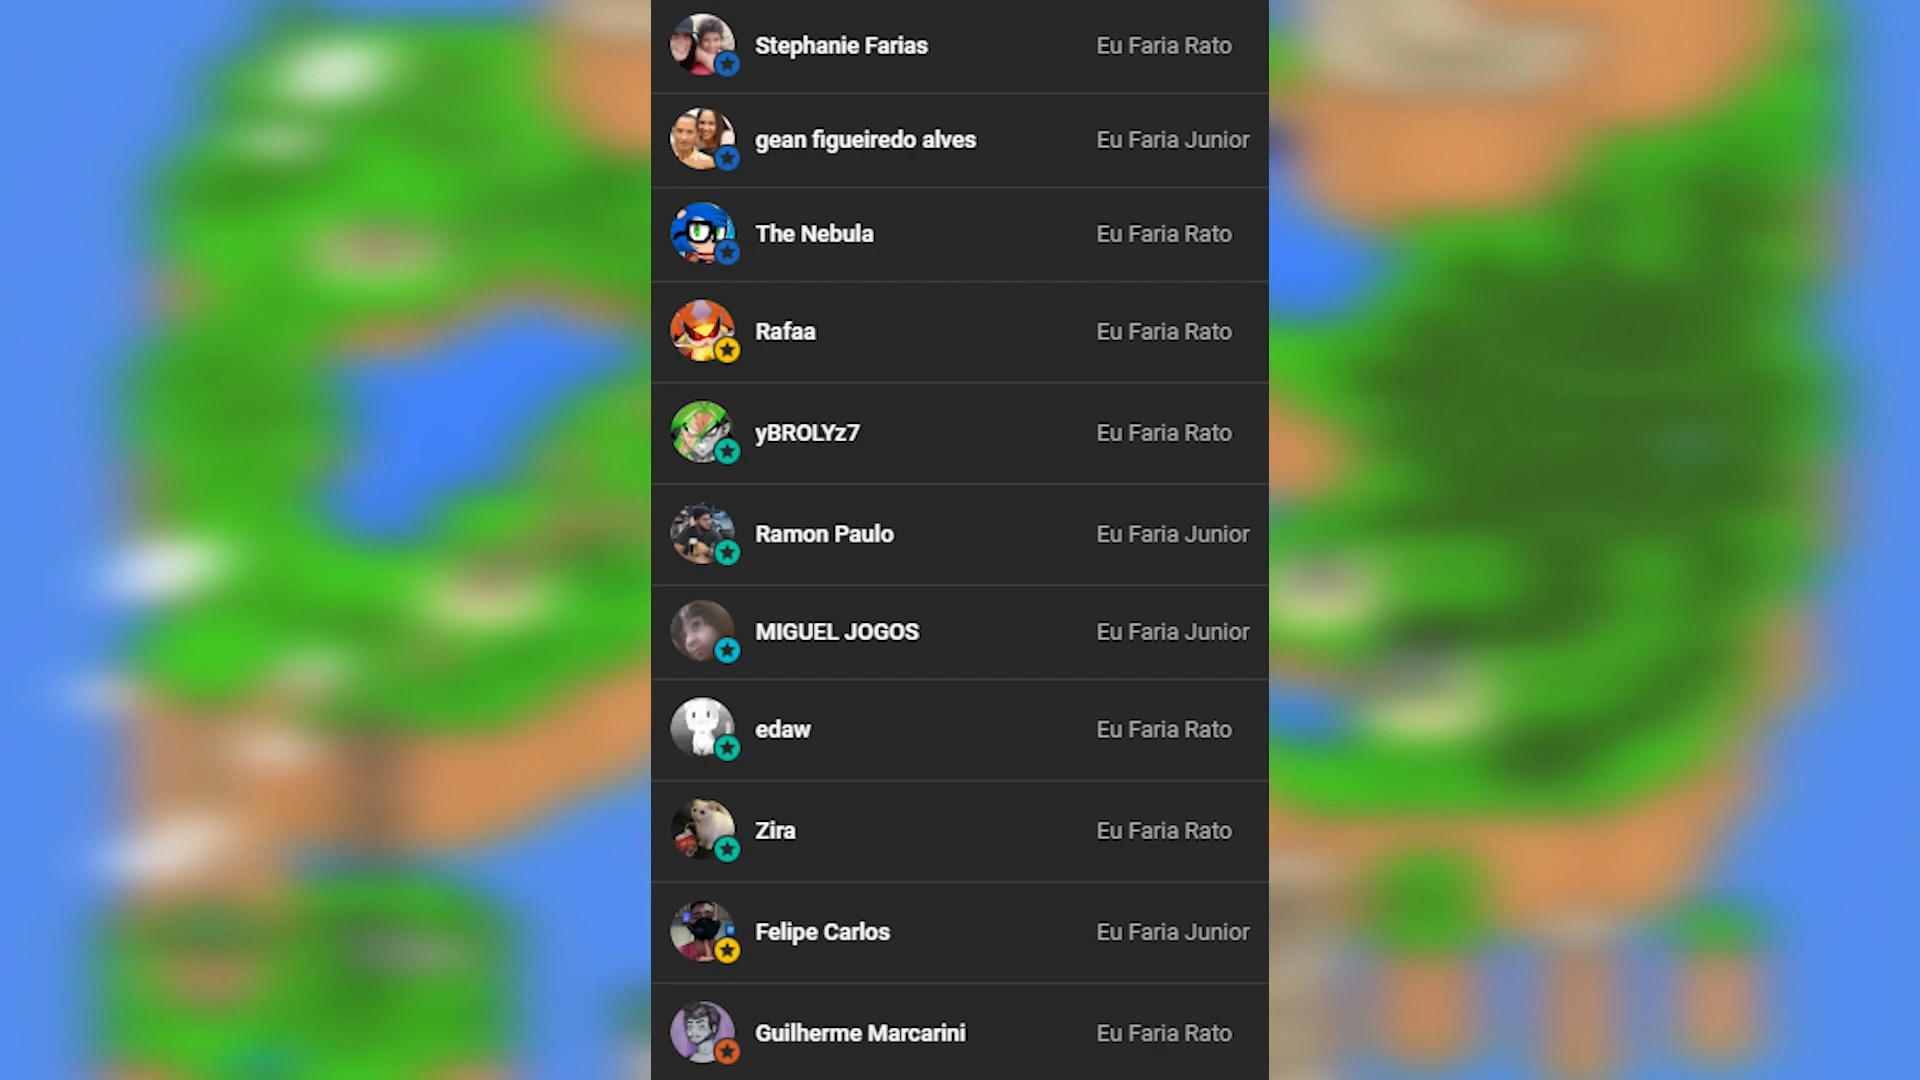 Stephanie Farias Eu Faria Rato
gean figueiredo alves Eu Faria Junior
The Nebula Eu Faria Rato
Rafaa Eu Faria Rato
yBROLYz7 Eu Faria Rato
Ramon Paulo Eu Faria Junior
MIGUEL JOGOS Eu Faria Junior
edaw Eu Faria Rato
Zira Eu Faria Rato
Felipe Carlos Eu Faria Junior
Guilherme Marcarini Eu Faria Rato